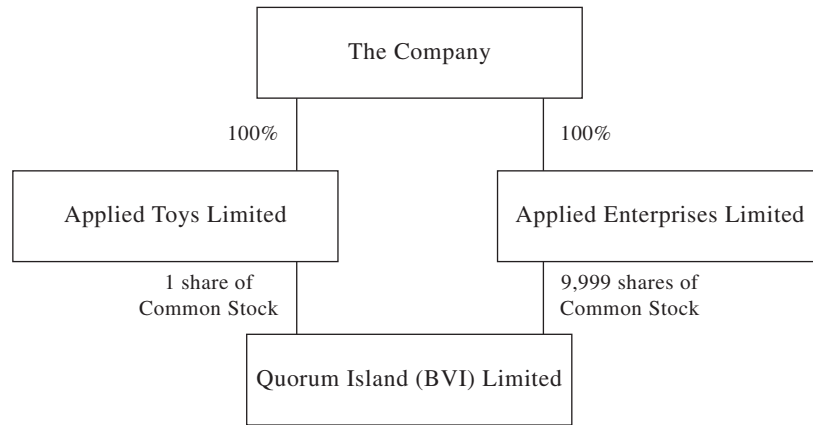 The Company
100%
100%
Applied Toys Limited
Applied Enterprises Limited
1 share of
Common Stock
9,999 shares of
Common Stock
Quorum Island (BVI) Limited